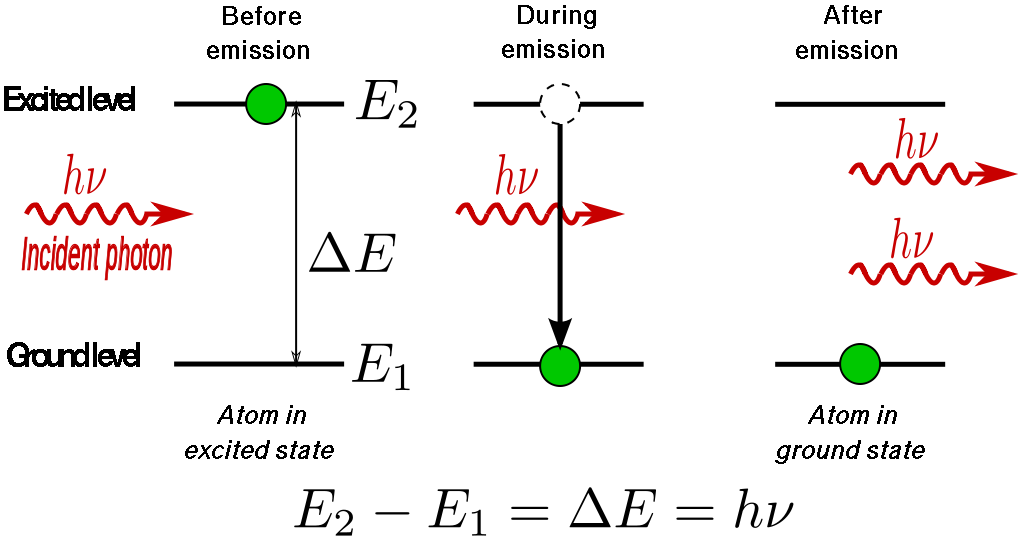 Before
emission
During
emission
After
emission
Excited level
E₂
hν
Incident photon
ΔE
hν
hν
hν
Ground level
E₁
Atom in
excited state
Atom in
ground state
E₂ − E₁ = ΔE = hν